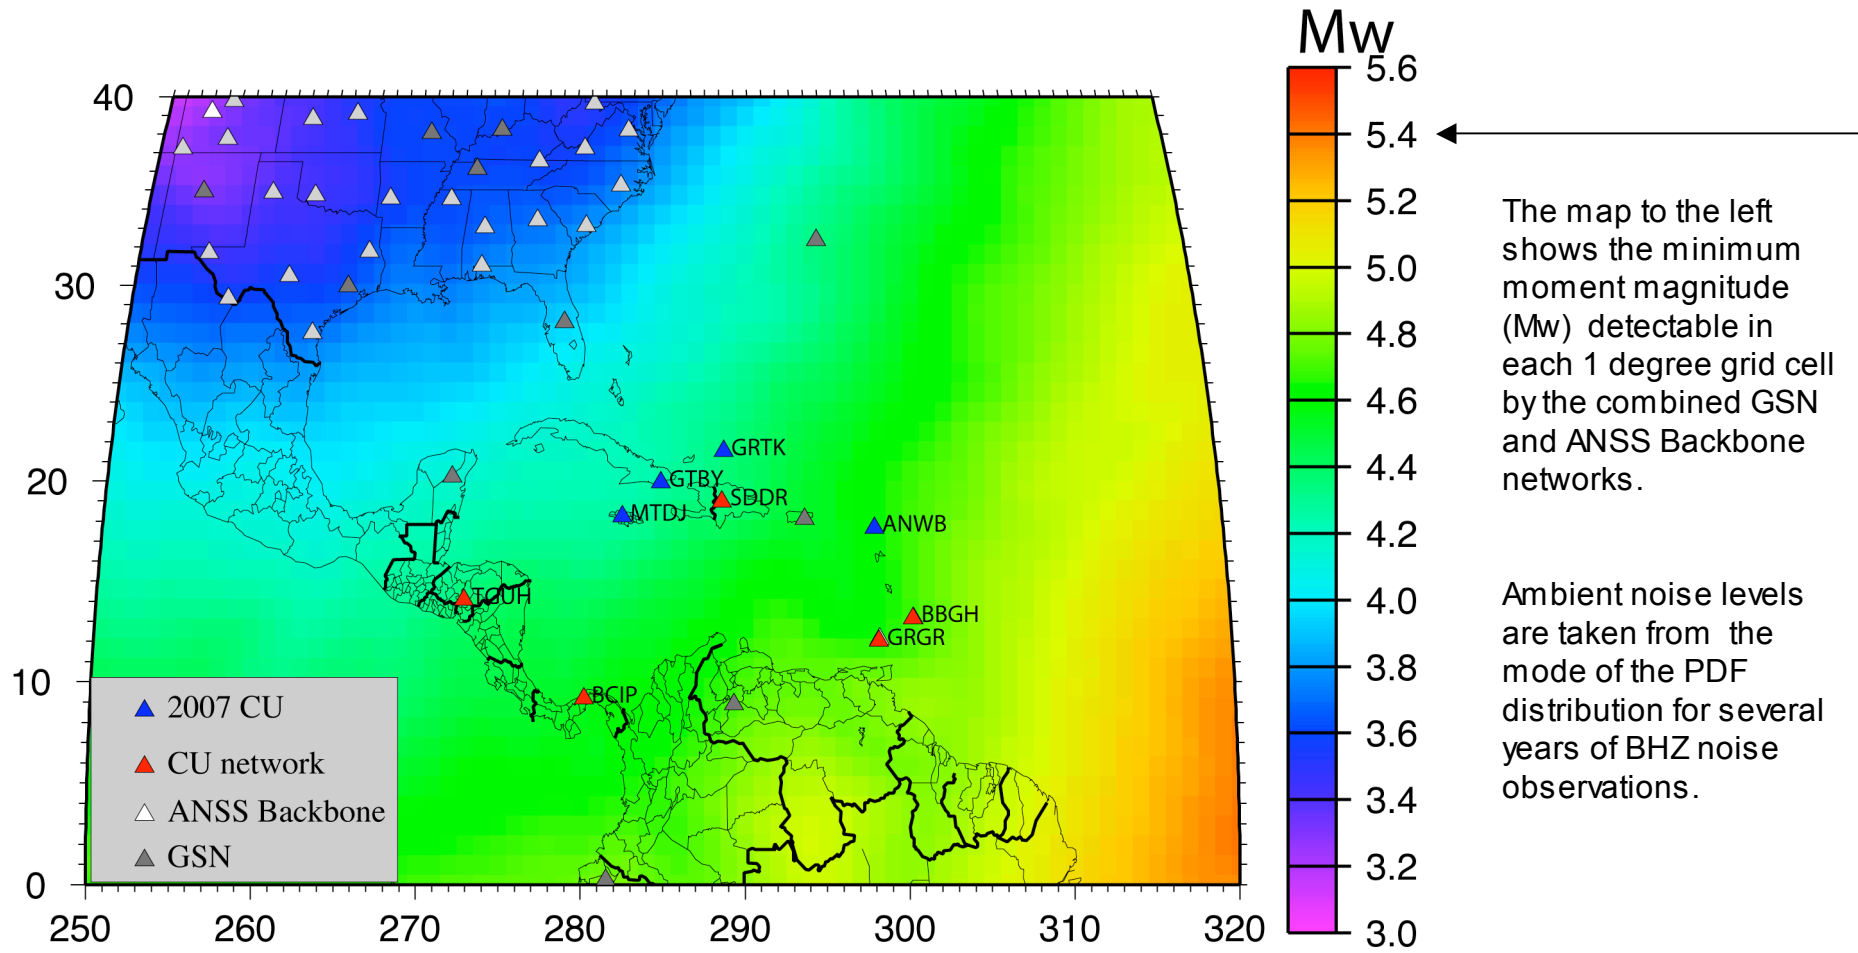 Mw
40
30
20
10
0
250
260
270
280
290
300
310
320
GRTK
GTBY
SDDR
MTDJ
ANWB
TGUH
BBGH
GRGR
BCIP
2007 CU
CU network
ANSS Backbone
GSN
5.6
5.4
5.2
5.0
4.8
4.6
4.4
4.2
4.0
3.8
3.6
3.4
3.2
3.0
The map to the left
shows the minimum
moment magnitude
(Mw) detectable in
each 1 degree grid cell
by the combined GSN
and ANSS Backbone
networks.
Ambient noise levels
are taken from the
mode of the PDF
distribution for several
years of BHZ noise
observations.